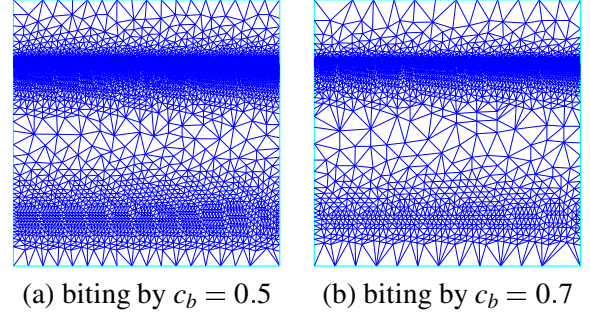 (a) biting by c_b = 0.5 (b) biting by c_b = 0.7